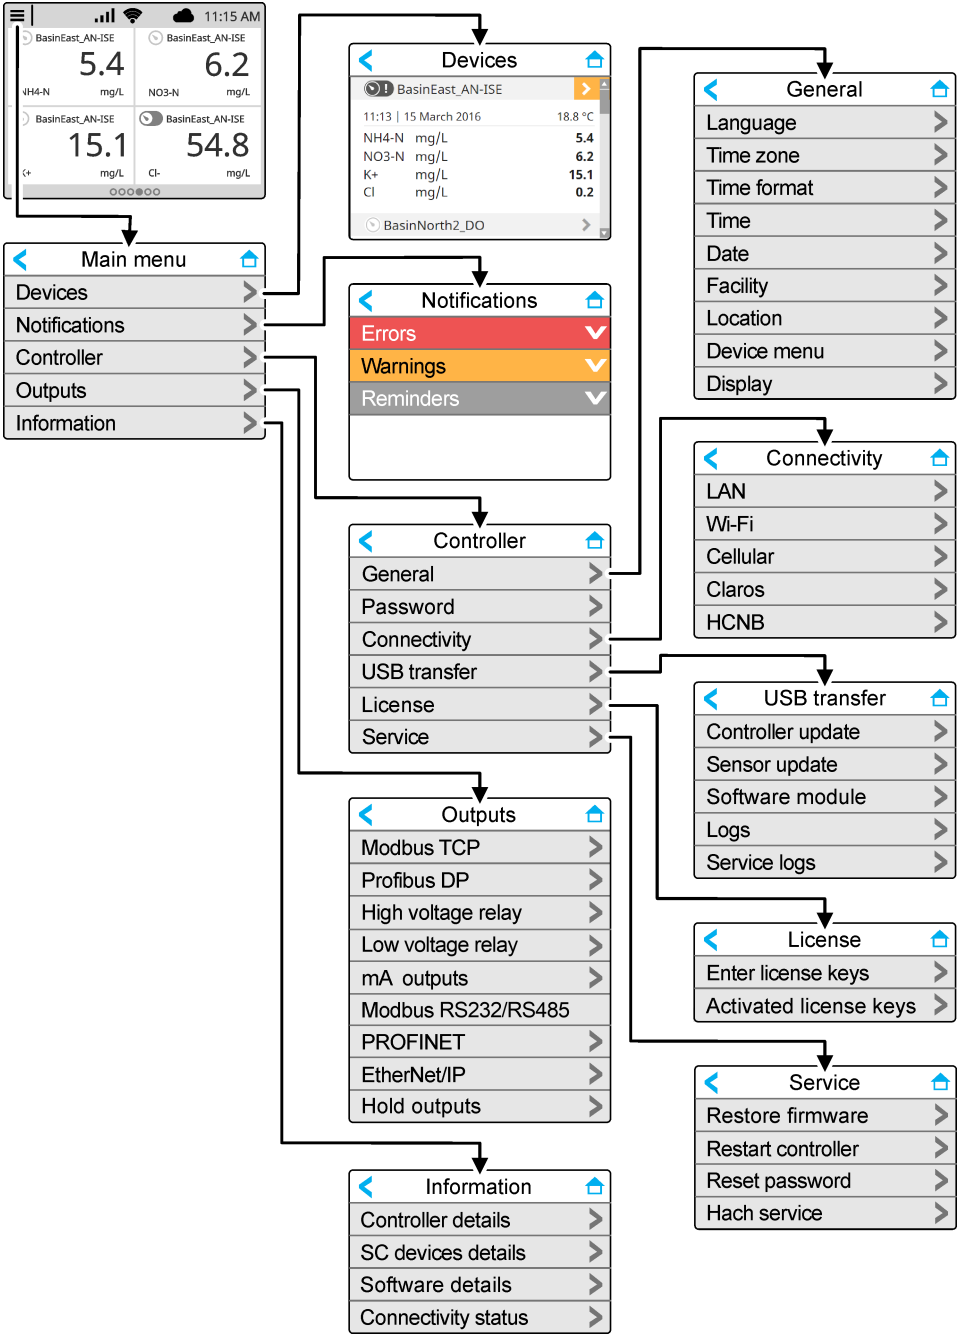 11:15 AM
BasinEast_AN-ISE
5.4
NH4-N mg/L
BasinEast_AN-ISE
6.2
NO3-N mg/L
BasinEast_AN-ISE
15.1
K+ mg/L
BasinEast_AN-ISE
54.8
Cl- mg/L
Main menu
Devices
Notifications
Controller
Outputs
Information
Devices
BasinEast_AN-ISE
11:13 | 15 March 2016 18.8 °C
NH4-N mg/L 5.4
NO3-N mg/L 6.2
K+ mg/L 15.1
Cl mg/L 0.2
BasinNorth2_DO
Notifications
Errors
Warnings
Reminders
Controller
General
Password
Connectivity
USB transfer
License
Service
Outputs
Modbus TCP
Profibus DP
High voltage relay
Low voltage relay
mA outputs
Modbus RS232/RS485
PROFINET
EtherNet/IP
Hold outputs
Information
Controller details
SC devices details
Software details
Connectivity status
General
Language
Time zone
Time format
Time
Date
Facility
Location
Device menu
Display
Connectivity
LAN
Wi-Fi
Cellular
Claros
HCNB
USB transfer
Controller update
Sensor update
Software module
Logs
Service logs
License
Enter license keys
Activated license keys
Service
Restore firmware
Restart controller
Reset password
Hach service